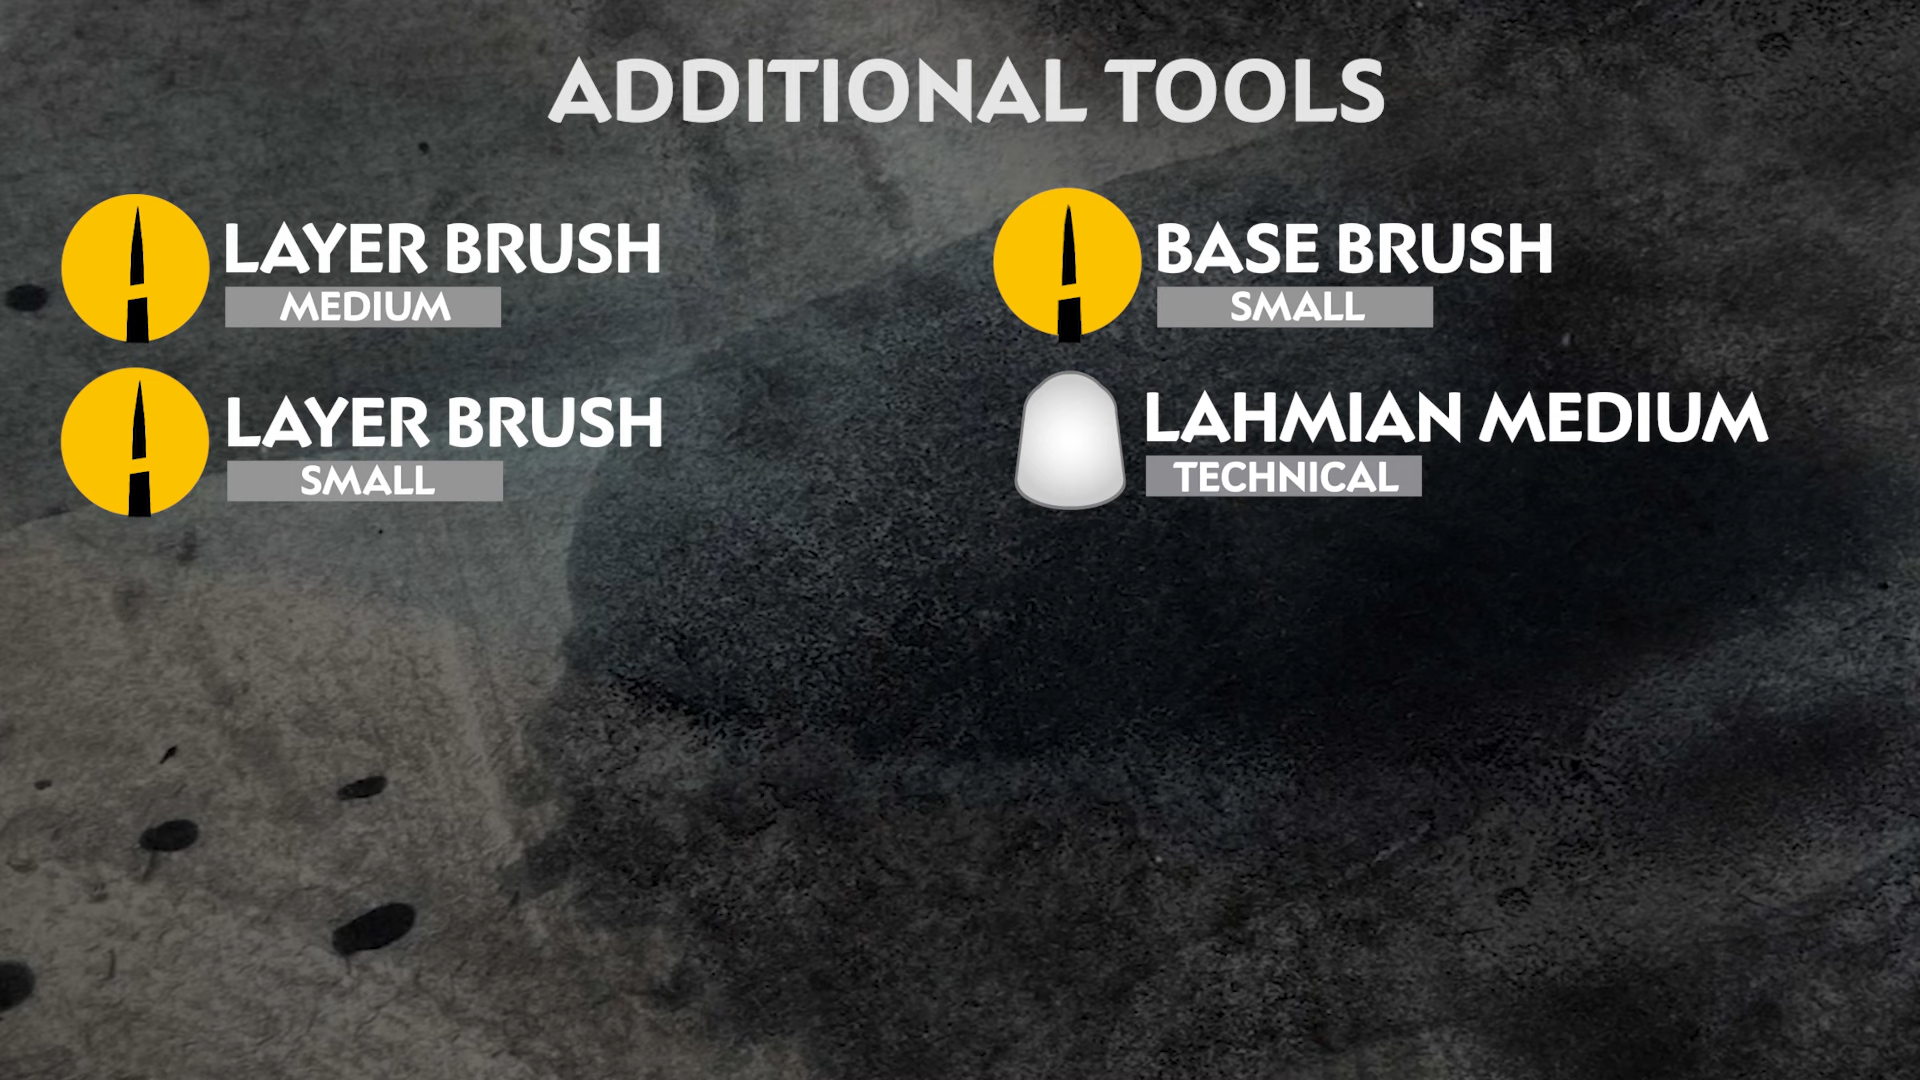 ADDITIONAL TOOLS
LAYER BRUSH
MEDIUM
LAYER BRUSH
SMALL
BASE BRUSH
SMALL
LAHMIAN MEDIUM
TECHNICAL